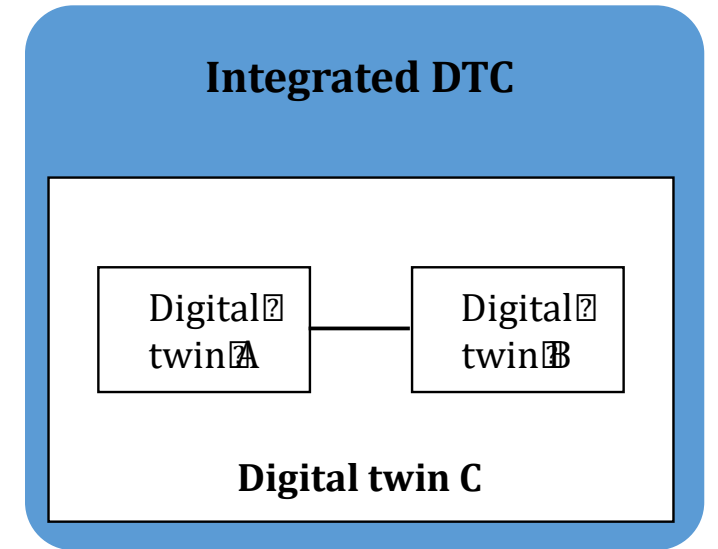 Integrated DTC
Digital⍰
twin⍰A
Digital⍰
twin⍰B
Digital twin C